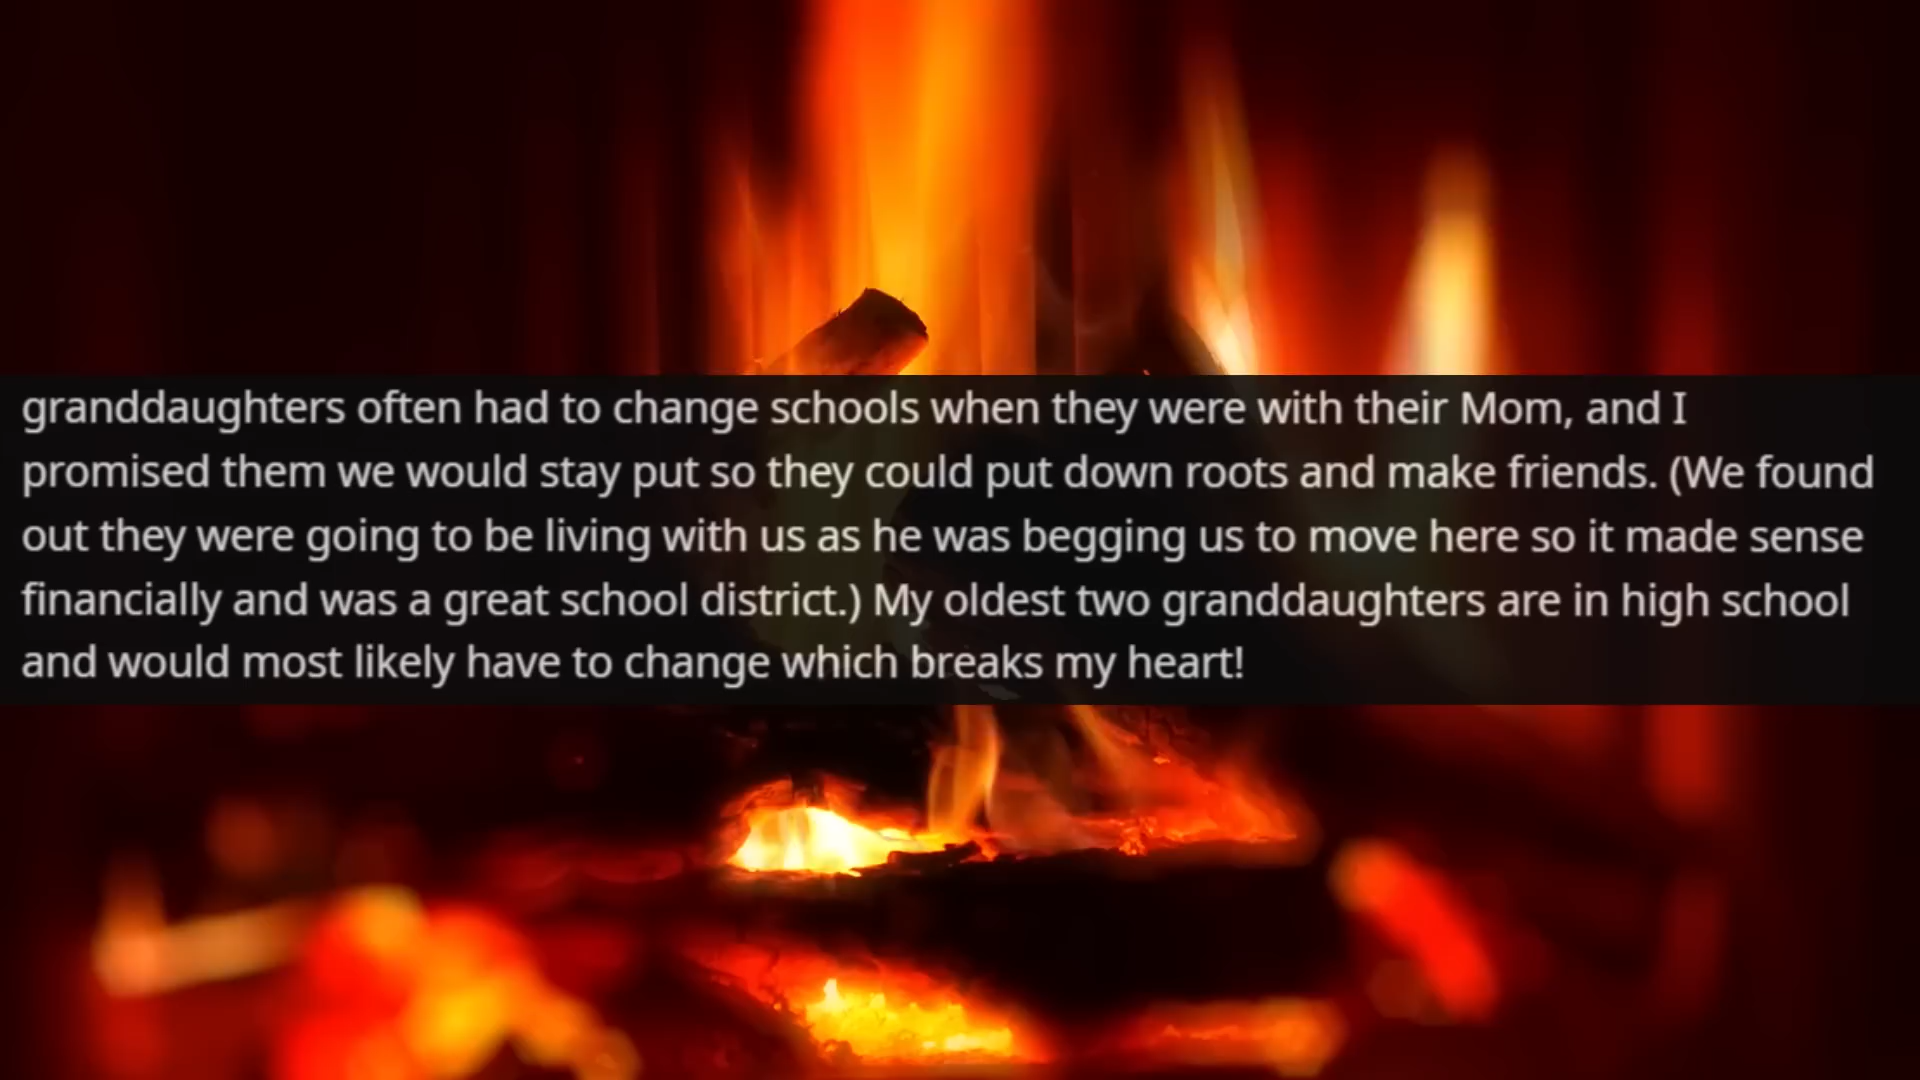 granddaughters often had to change schools when they were with their Mom, and I
promised them we would stay put so they could put down roots and make friends. (We found
out they were going to be living with us as he was begging us to move here so it made sense
financially and was a great school district.) My oldest two granddaughters are in high school
and would most likely have to change which breaks my heart!